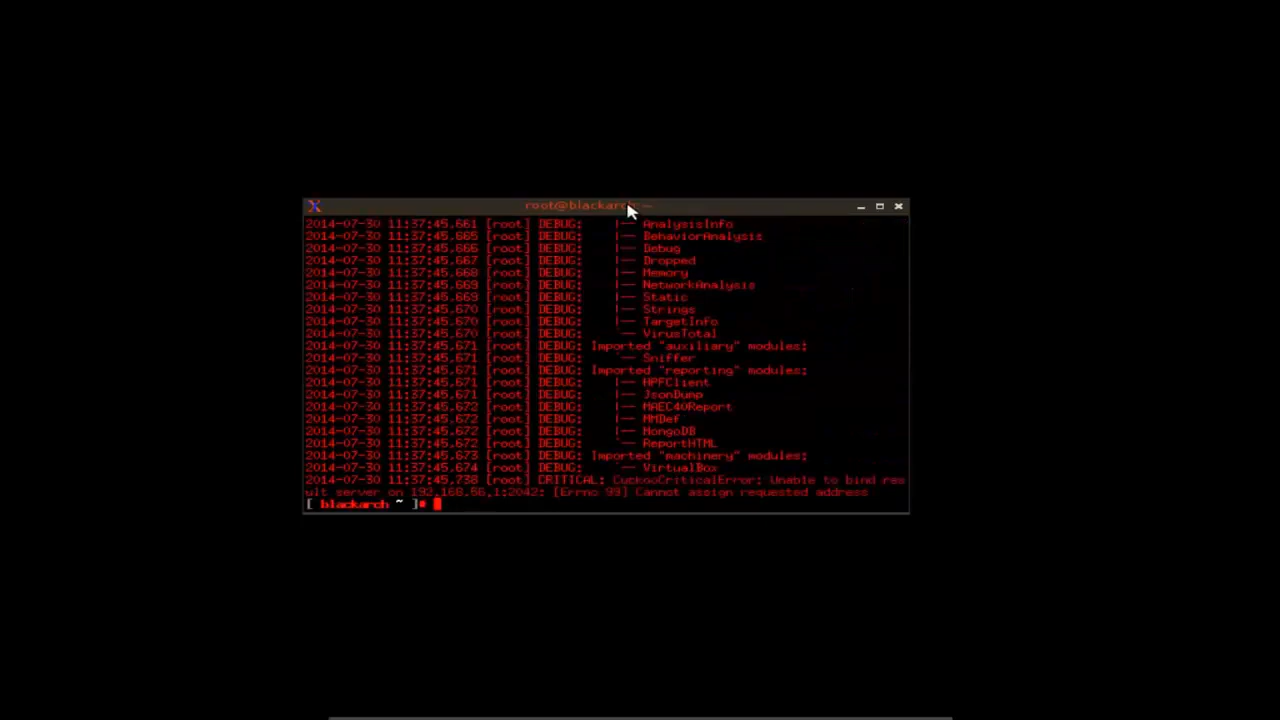 root@blackarch:~
2014-07-30 11:37:45,661 [root] DEBUG:    |-- AnalysisInfo
2014-07-30 11:37:45,665 [root] DEBUG:    |-- BehaviorAnalysis
2014-07-30 11:37:45,666 [root] DEBUG:    |-- Debug
2014-07-30 11:37:45,667 [root] DEBUG:    |-- Dropped
2014-07-30 11:37:45,668 [root] DEBUG:    |-- Memory
2014-07-30 11:37:45,669 [root] DEBUG:    |-- NetworkAnalysis
2014-07-30 11:37:45,669 [root] DEBUG:    |-- Static
2014-07-30 11:37:45,670 [root] DEBUG:    |-- Strings
2014-07-30 11:37:45,670 [root] DEBUG:    |-- TargetInfo
2014-07-30 11:37:45,670 [root] DEBUG:    `-- VirusTotal
2014-07-30 11:37:45,671 [root] DEBUG: Imported "auxiliary" modules:
2014-07-30 11:37:45,671 [root] DEBUG:    `-- Sniffer
2014-07-30 11:37:45,671 [root] DEBUG: Imported "reporting" modules:
2014-07-30 11:37:45,671 [root] DEBUG:    |-- HPFClient
2014-07-30 11:37:45,671 [root] DEBUG:    |-- JsonDump
2014-07-30 11:37:45,672 [root] DEBUG:    |-- MAEC40Report
2014-07-30 11:37:45,672 [root] DEBUG:    |-- MMDef
2014-07-30 11:37:45,672 [root] DEBUG:    |-- MongoDB
2014-07-30 11:37:45,672 [root] DEBUG:    `-- ReportHTML
2014-07-30 11:37:45,673 [root] DEBUG: Imported "machinery" modules:
2014-07-30 11:37:45,674 [root] DEBUG:    `-- VirtualBox
2014-07-30 11:37:45,738 [root] CRITICAL: CuckooCriticalError: Unable to bind res
ult server on 192.168.56.1:2042: [Errno 99] Cannot assign requested address
[ blackarch ~ ]#